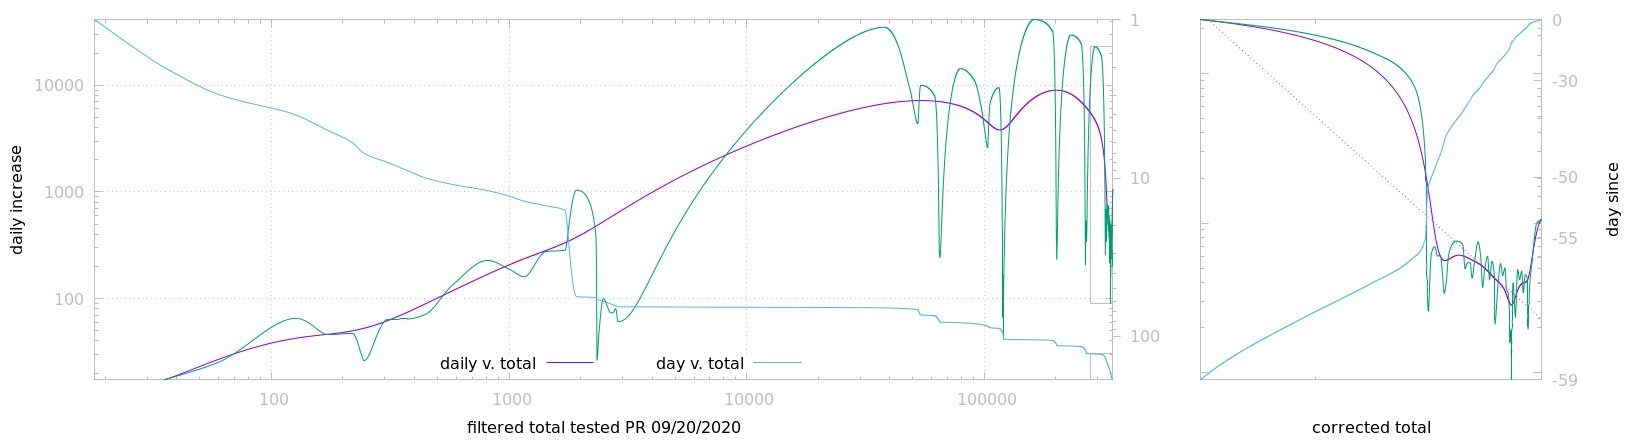 daily increase
10000
1000
100
1
10
100
daily v. total
day v. total
100
1000
10000
100000
filtered total tested PR 09/20/2020
0
-30
-50
-55
-59
day since
corrected total